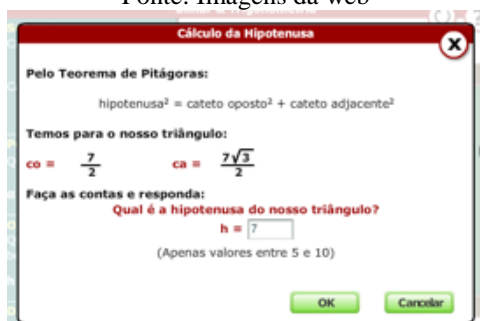 Fonte: Imagens da web
Cálculo da Hipotenusa
X
Pelo Teorema de Pitágoras:
hipotenusa² = cateto oposto² + cateto adjacente²
Temos para o nosso triângulo:
co = 7/2 ca = 7√3/2
Faça as contas e responda:
Qual é a hipotenusa do nosso triângulo?
h = 7
(Apenas valores entre 5 e 10)
OK Cancelar